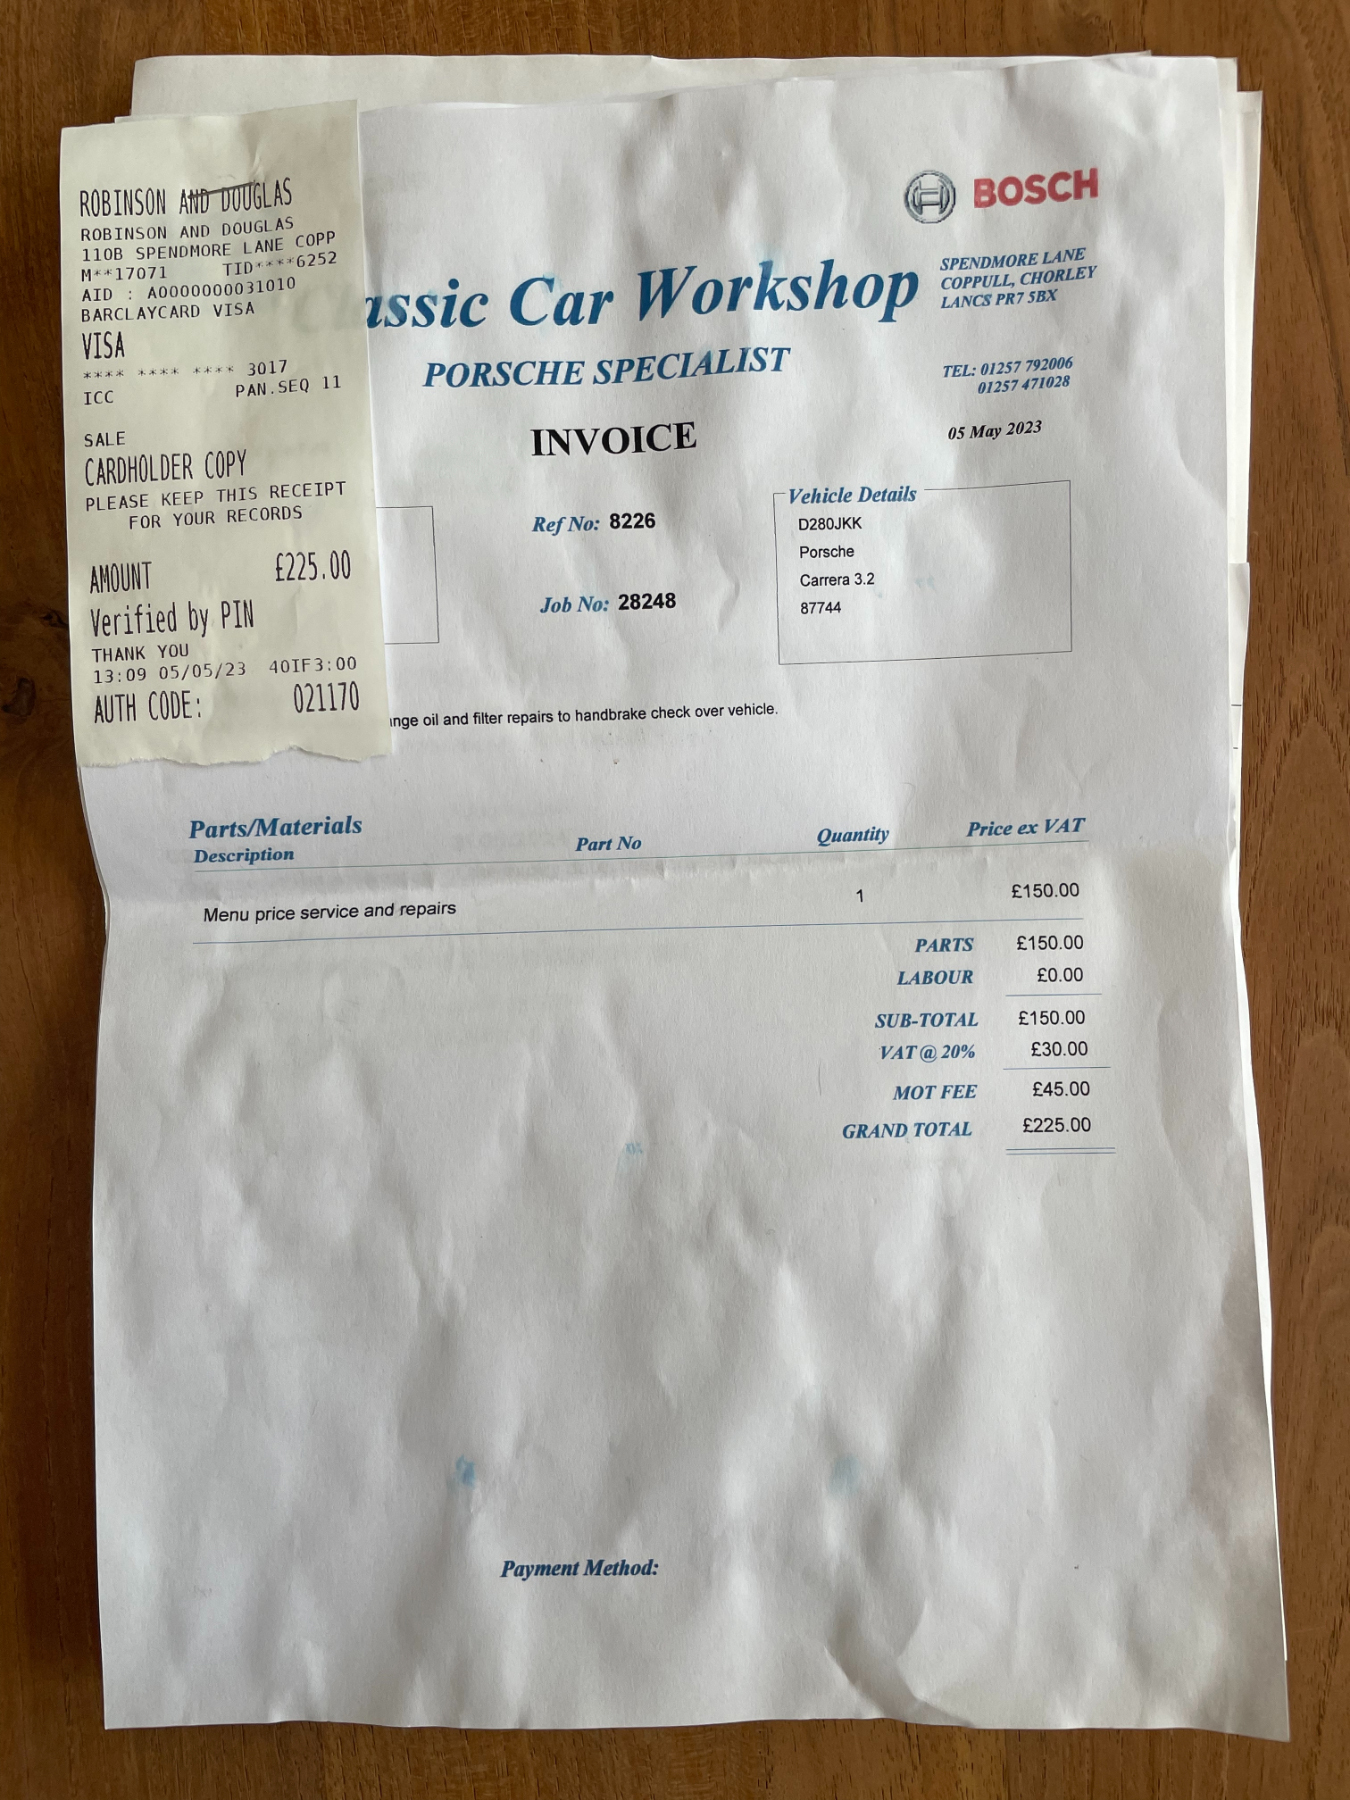 ROBINSON AND DOUGLAS
ROBINSON AND DOUGLAS
110B SPENDMORE LANE COPP
M**17071 TID****6252
AID : A0000000031010
BARCLAYCARD VISA
VISA
**** **** **** 3017
ICC PAN.SEQ 11
SALE
CARDHOLDER COPY
PLEASE KEEP THIS RECEIPT
FOR YOUR RECORDS
AMOUNT £225.00
Verified by PIN
THANK YOU
13:09 05/05/23 40IF3:00
AUTH CODE: 021170
BOSCH
assic Car Workshop
SPENDMORE LANE
COPPULL, CHORLEY
LANCS PR7 5BX
PORSCHE SPECIALIST
TEL: 01257 792006
01257 471028
INVOICE
05 May 2023
Ref No: 8226
Job No: 28248
Vehicle Details
D280JKK
Porsche
Carrera 3.2
87744
nge oil and filter repairs to handbrake check over vehicle.
Parts/Materials
Description Part No Quantity Price ex VAT
Menu price service and repairs 1 £150.00
PARTS £150.00
LABOUR £0.00
SUB-TOTAL £150.00
VAT @ 20% £30.00
MOT FEE £45.00
GRAND TOTAL £225.00
Payment Method: